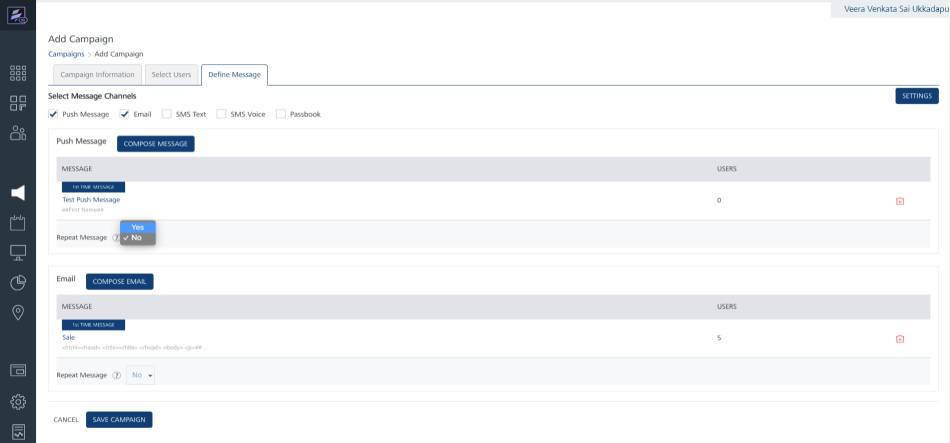 Veera Venkata Sai Ukkadapu
Add Campaign
Campaigns > Add Campaign
Campaign Information Select Users Define Message
Select Message Channels SETTINGS
Push Message Email SMS Text SMS Voice Passbook
Push Message COMPOSE MESSAGE
MESSAGE USERS
1st TIME MESSAGE
Test Push Message 0
##First Name##
Yes
Repeat Message ? ✓ No
Email COMPOSE EMAIL
MESSAGE USERS
1st TIME MESSAGE
Sale 5
<html><head> <title></title> </head> <body> <p>##...
Repeat Message ? No
CANCEL SAVE CAMPAIGN